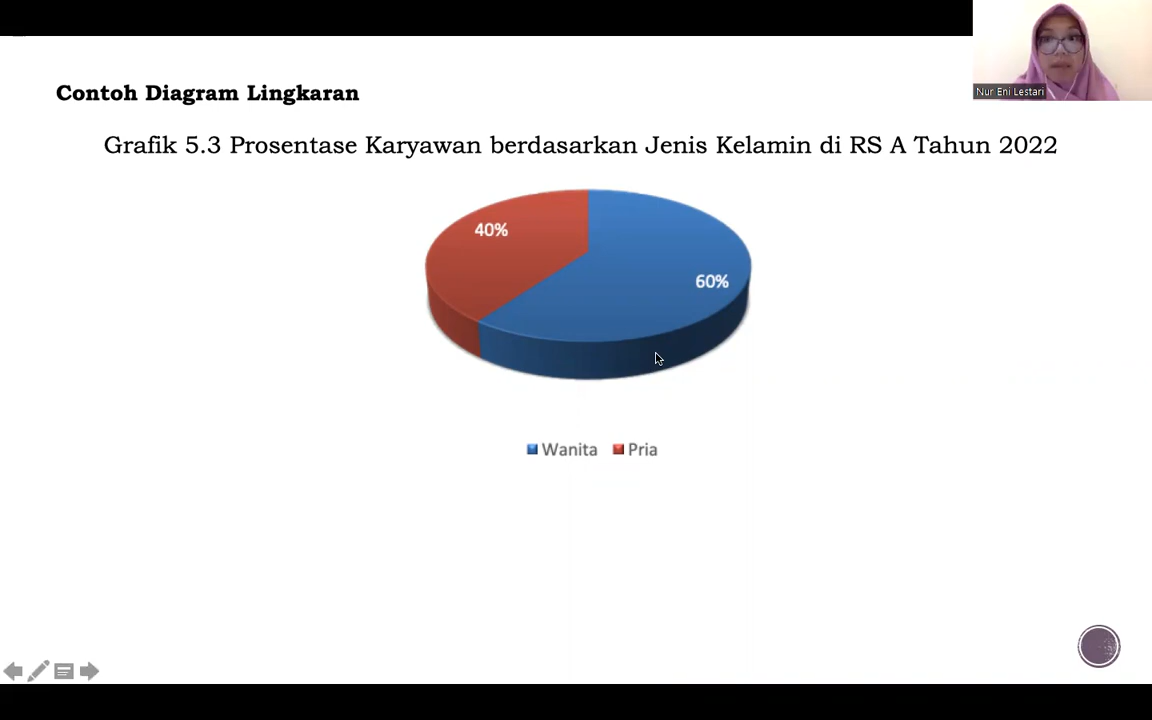 Nur Eni Lestari
Contoh Diagram Lingkaran
Grafik 5.3 Prosentase Karyawan berdasarkan Jenis Kelamin di RS A Tahun 2022
40%
60%
Wanita Pria